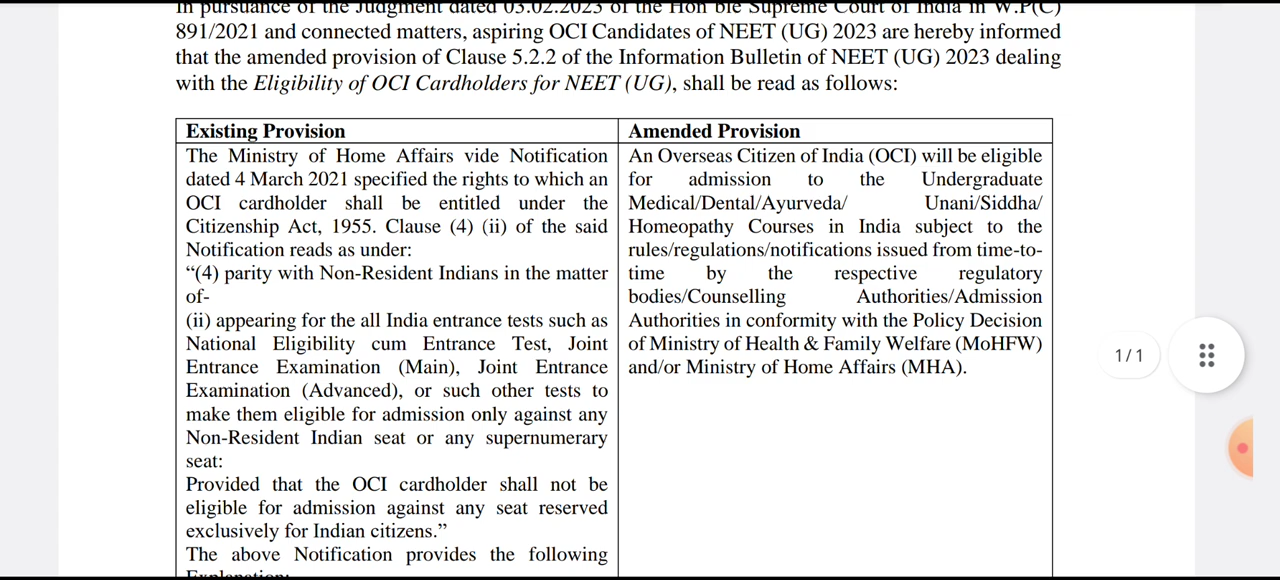 in pursuance of the Judgment dated 03.02.2023 of the Hon'ble Supreme Court of India in W.P(C)
891/2021 and connected matters, aspiring OCI Candidates of NEET (UG) 2023 are hereby informed
that the amended provision of Clause 5.2.2 of the Information Bulletin of NEET (UG) 2023 dealing
with the Eligibility of OCI Cardholders for NEET (UG), shall be read as follows:
Existing Provision
The Ministry of Home Affairs vide Notification
dated 4 March 2021 specified the rights to which an
OCI cardholder shall be entitled under the
Citizenship Act, 1955. Clause (4) (ii) of the said
Notification reads as under:
“(4) parity with Non-Resident Indians in the matter
of-
(ii) appearing for the all India entrance tests such as
National Eligibility cum Entrance Test, Joint
Entrance Examination (Main), Joint Entrance
Examination (Advanced), or such other tests to
make them eligible for admission only against any
Non-Resident Indian seat or any supernumerary
seat:
Provided that the OCI cardholder shall not be
eligible for admission against any seat reserved
exclusively for Indian citizens.”
The above Notification provides the following
Explanation:
Amended Provision
An Overseas Citizen of India (OCI) will be eligible
for admission to the Undergraduate
Medical/Dental/Ayurveda/ Unani/Siddha/
Homeopathy Courses in India subject to the
rules/regulations/notifications issued from time-to-
time by the respective regulatory
bodies/Counselling Authorities/Admission
Authorities in conformity with the Policy Decision
of Ministry of Health & Family Welfare (MoHFW)
and/or Ministry of Home Affairs (MHA).
1/1